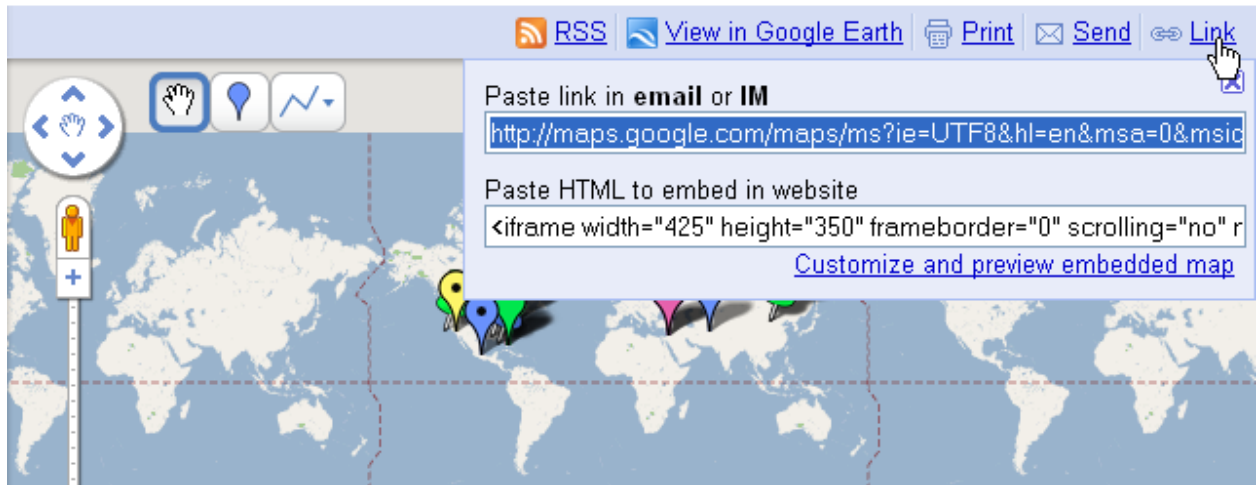 RSS View in Google Earth Print Send Link
Paste link in email or IM
http://maps.google.com/maps/ms?ie=UTF8&hl=en&msa=0&msic
Paste HTML to embed in website
<iframe width="425" height="350" frameborder="0" scrolling="no" r
Customize and preview embedded map